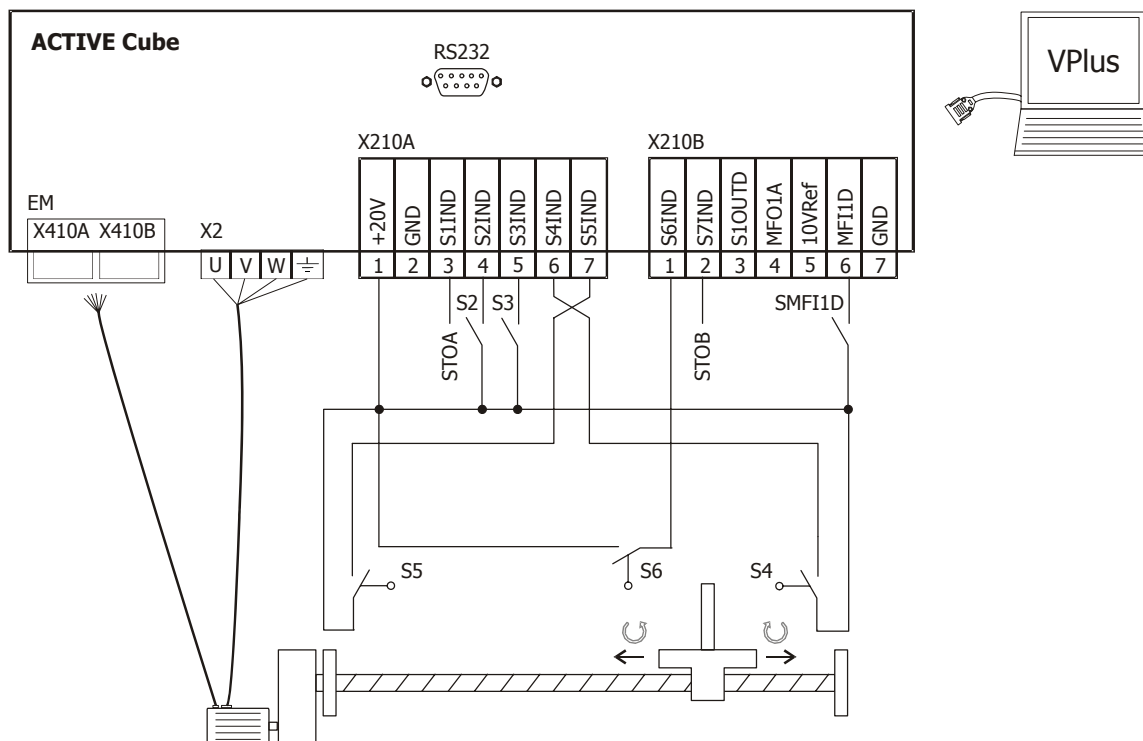 ACTIVE Cube
RS232
VPlus
X210A
X210B
+20V
GND
S1IND
S2IND
S3IND
S4IND
S5IND
S6IND
S7IND
S1OUTD
MFO1A
10VRef
MFI1D
GND
EM
X410A X410B
X2
U V W
1 2 3 4 5 6 7
1 2 3 4 5 6 7
S2
S3
SMFI1D
STOA
STOB
S5
S6
S4